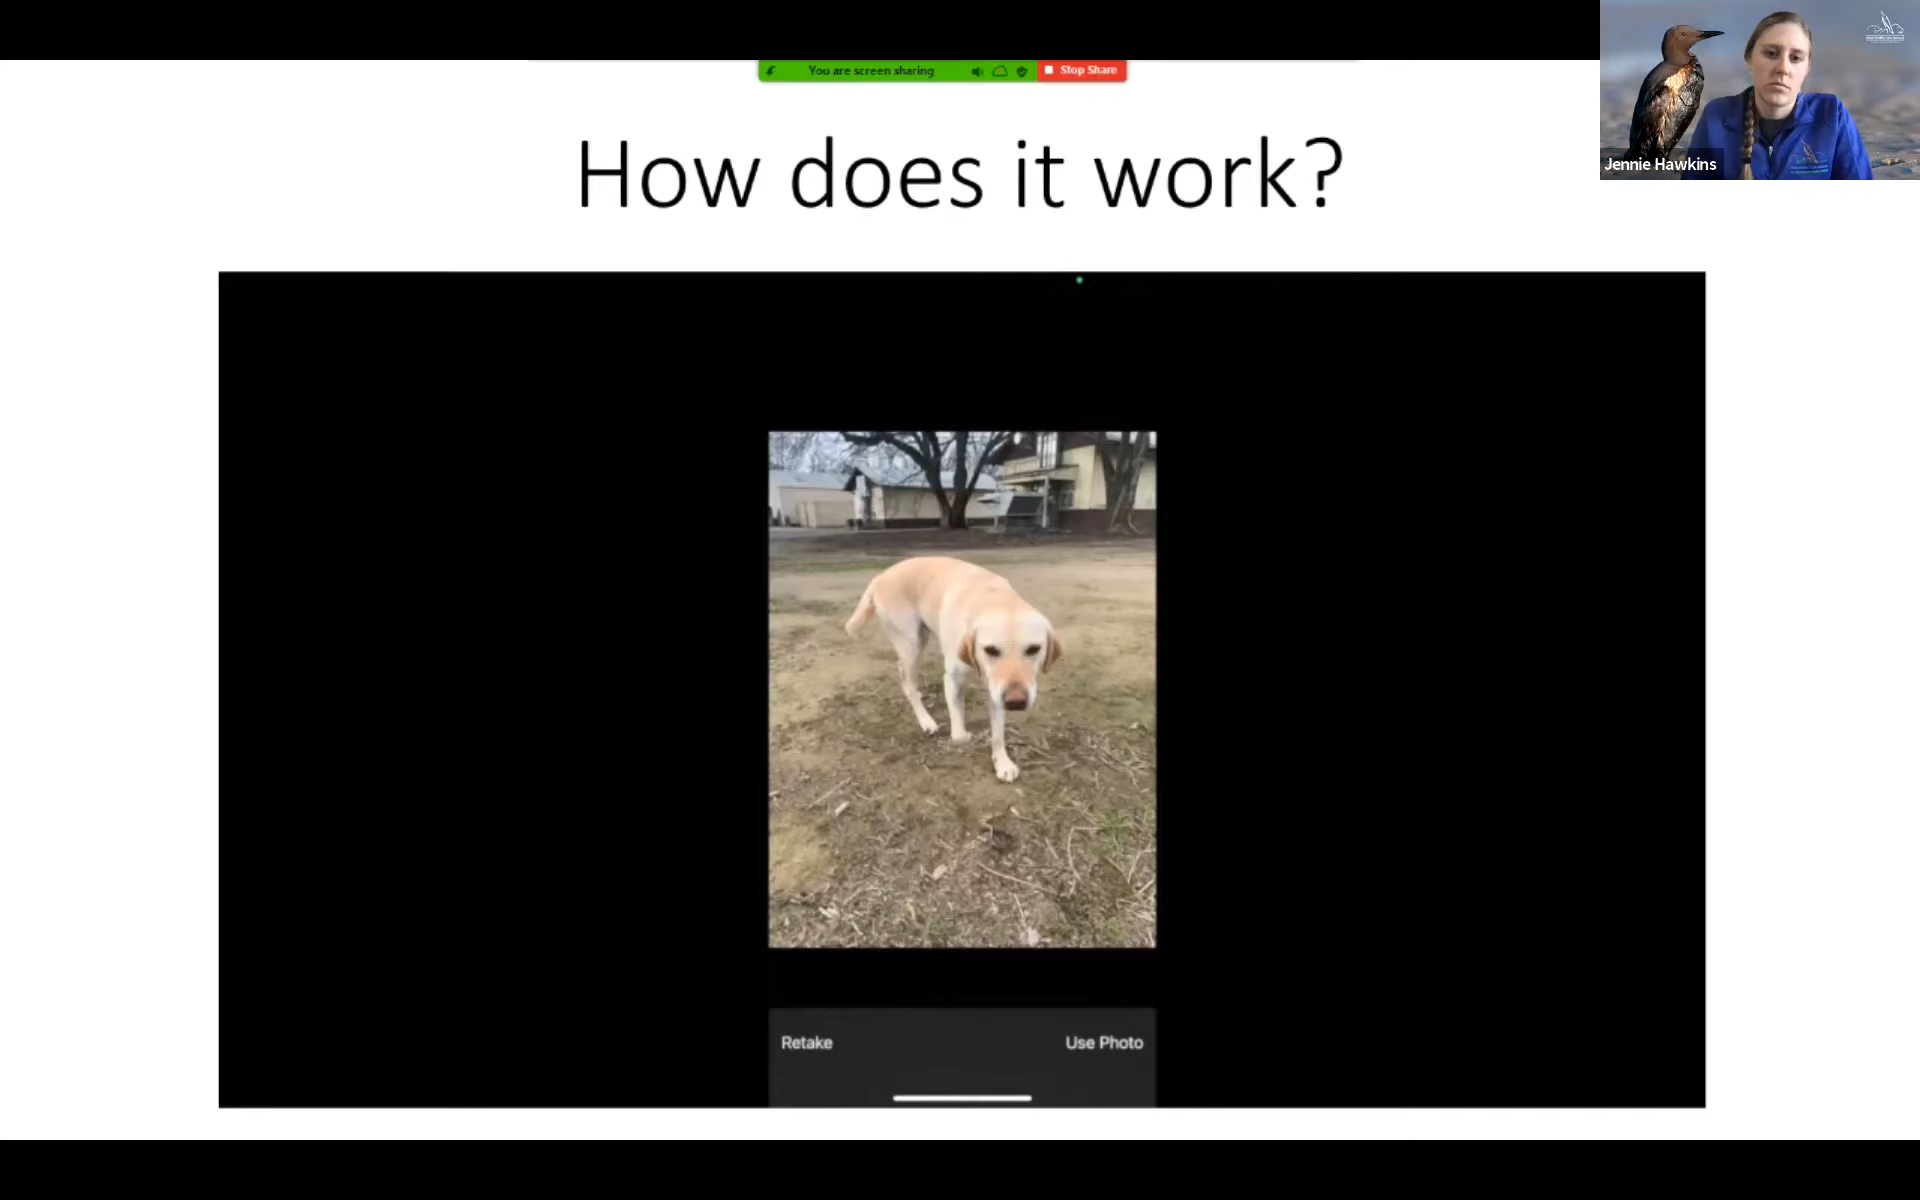 You are screen sharing
Stop Share
Jennie Hawkins
How does it work?
Retake
Use Photo